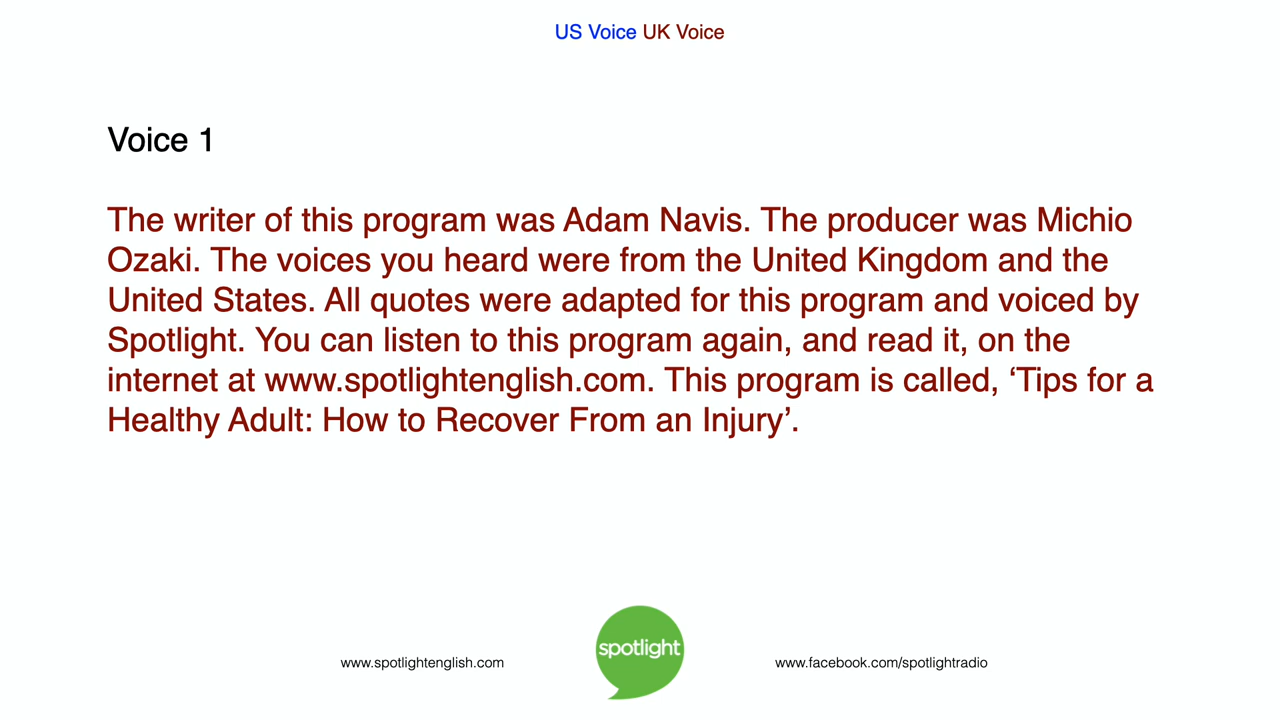 US Voice UK Voice
Voice 1
The writer of this program was Adam Navis. The producer was Michio
Ozaki. The voices you heard were from the United Kingdom and the
United States. All quotes were adapted for this program and voiced by
Spotlight. You can listen to this program again, and read it, on the
internet at www.spotlightenglish.com. This program is called, ‘Tips for a
Healthy Adult: How to Recover From an Injury’.
www.spotlightenglish.com
spotlight
www.facebook.com/spotlightradio